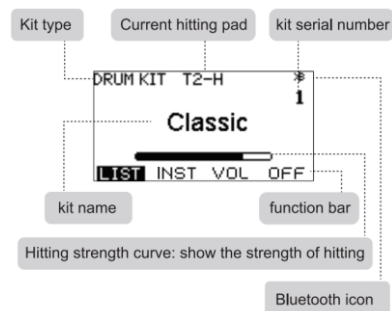 Kit type Current hitting pad kit serial number
DRUM KIT T2-H
1
Classic
LIST INST VOL OFF
kit name function bar
Hitting strength curve: show the strength of hitting
Bluetooth icon